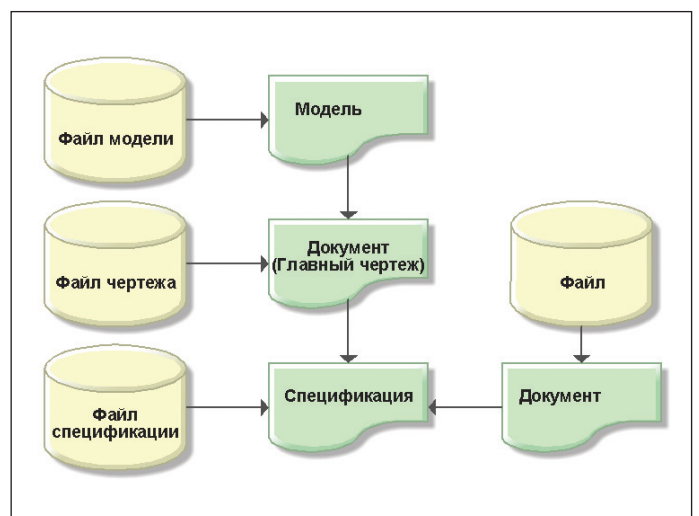 Файл модели
Модель
Файл чертежа
Документ
(Главный чертеж)
Файл
Файл
спецификации
Спецификация
Документ